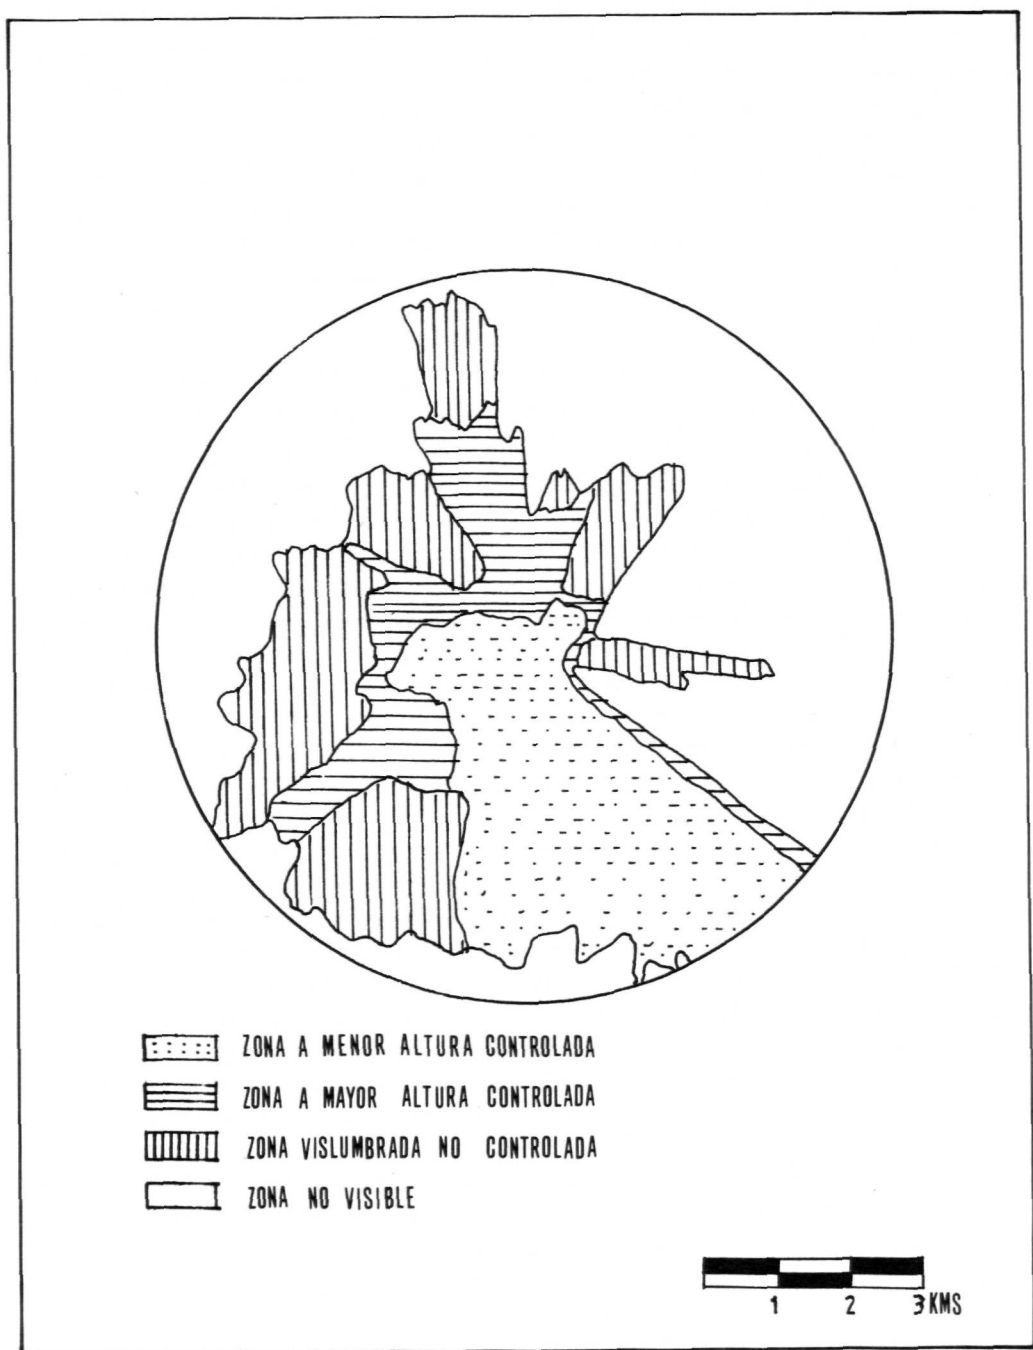 ZONA A MENOR ALTURA CONTROLADA
ZONA A MAYOR ALTURA CONTROLADA
ZONA VISLUMBRADA NO CONTROLADA
ZONA NO VISIBLE
1 2 3 KMS